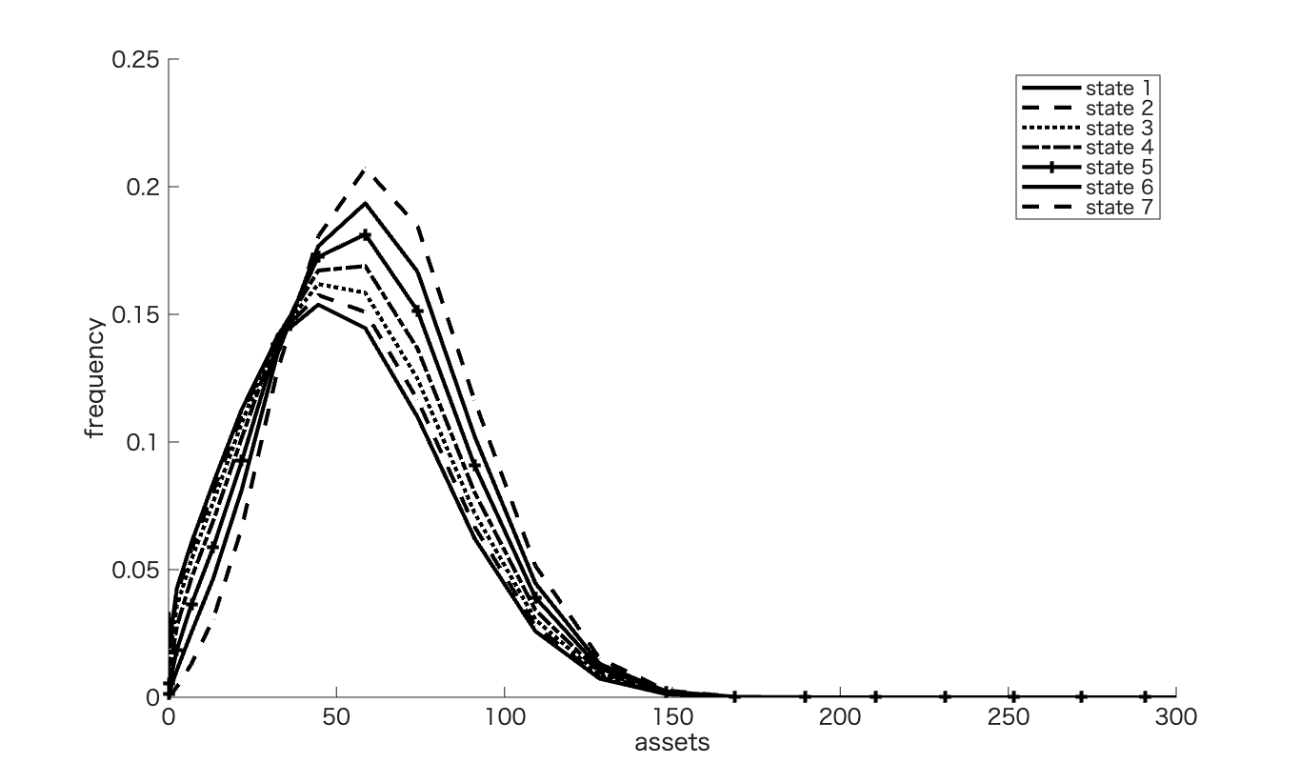 0.25
0.2
0.15
0.1
0.05
0
frequency
0 50 100 150 200 250 300
assets
state 1
state 2
state 3
state 4
state 5
state 6
state 7